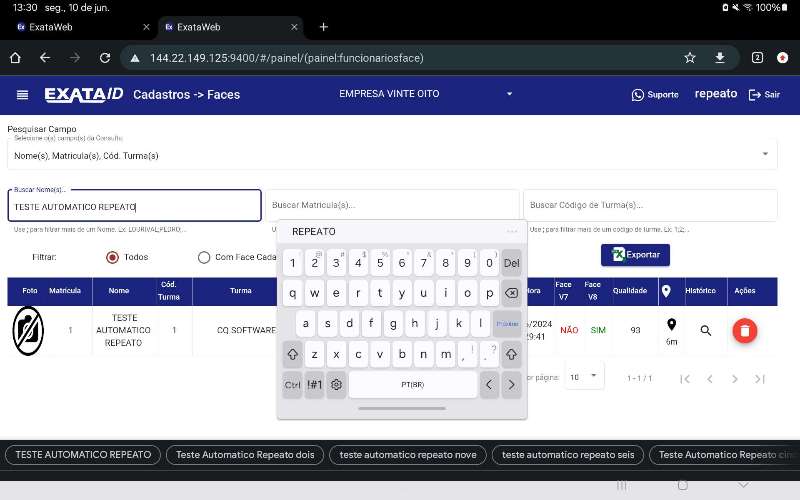 13:30 seg., 10 de jun. 100%
ExataWeb
ExataWeb
144.22.149.125:9400/#/painel/(painel:funcionariosface)
2
EXATA ID Cadastros -> Faces EMPRESA VINTE OITO Suporte repeato Sair
Pesquisar Campo
Selecione o(s) campo(s) da Consulta
Nome(s), Matricula(s), Cód. Turma(s)
Buscar Nome(s)...
TESTE AUTOMATICO REPEATO
Buscar Matricula(s)...
Buscar Código de Turma(s)...
Use ; para filtrar mais de um Nome. Ex: LOURIVAL;PEDRO;...
Use ; para filtrar mais de um código de turma. Ex: 1;2;...
REPEATO
Filtrar: Todos Com Face Cada
Exportar
1 2 3 4 5 6 7 8 9 0 Del
q w e r t y u i o p
a s d f g h j k l Próximo
z x c v b n m , ! . ?
Ctrl !#1 PT(BR)
Foto Matrícula Nome Cód. Turma Turma Hora Face V7 Face V8 Qualidade Histórico Ações
1 TESTE AUTOMATICO REPEATO 1 CQ SOFTWARE /2024 29:41 NÃO SIM 93 6m
por página: 10 1 - 1 / 1
TESTE AUTOMATICO REPEATO
Teste Automatico Repeato dois
teste automatico repeato nove
teste automatico repeato seis
Teste Automatico Repeato cinc